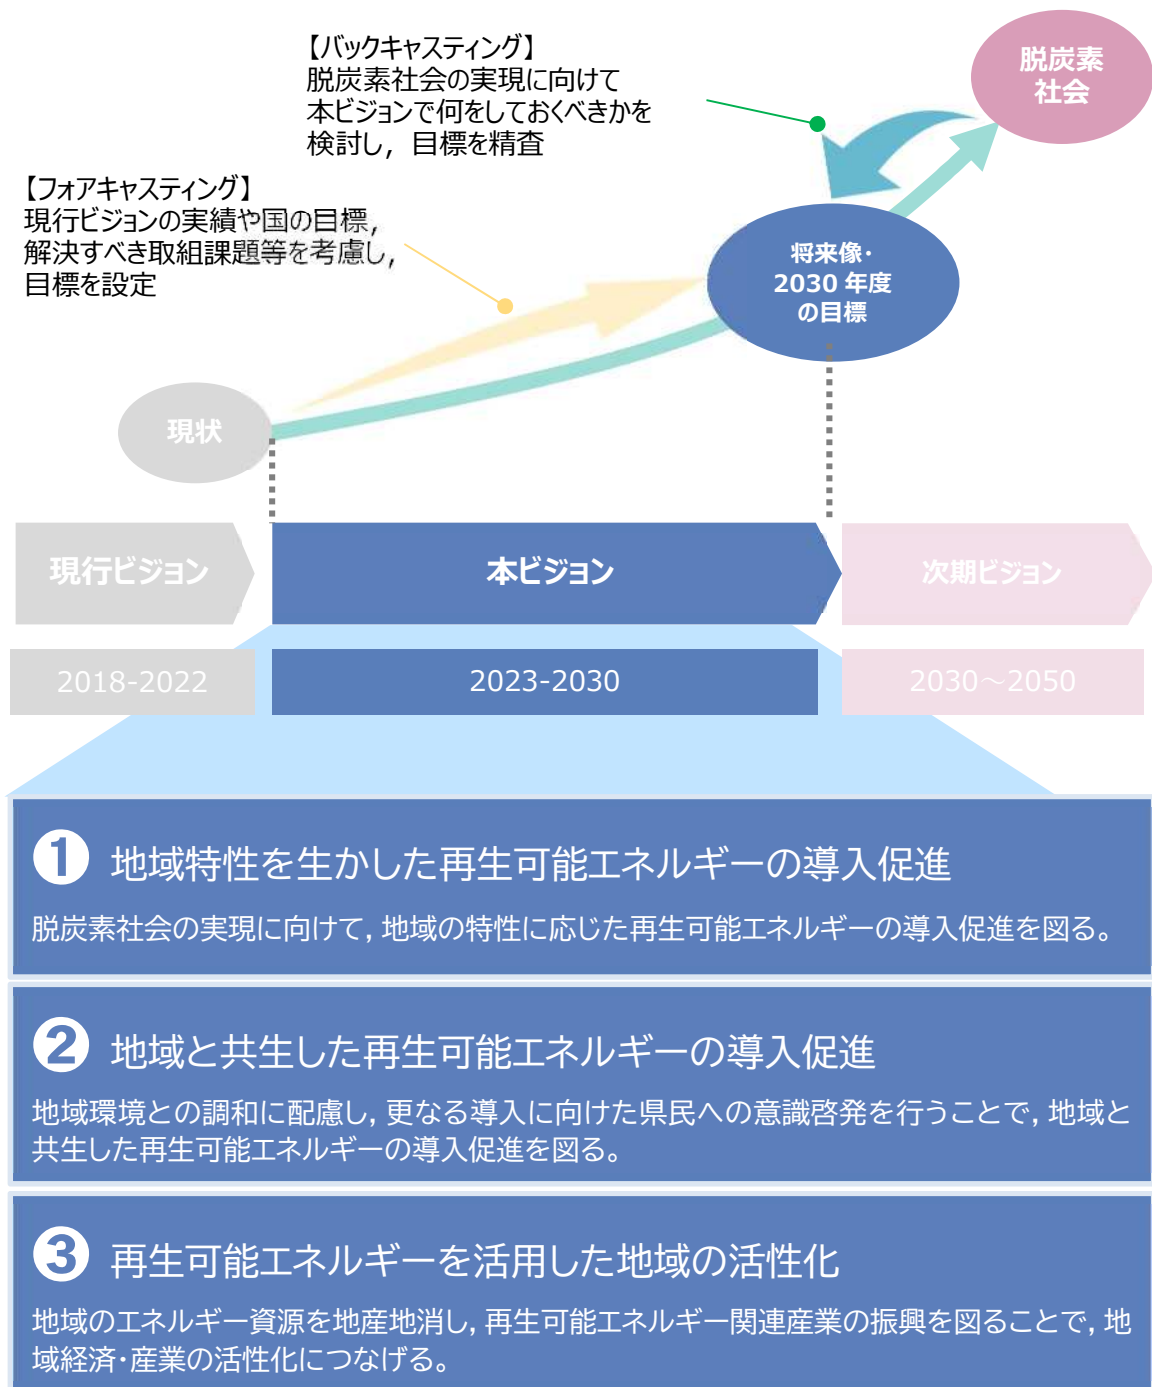 【バックキャスティング】
脱炭素社会の実現に向けて
本ビジョンで何をしておくべきかを
検討し，目標を精査
脱炭素
社会
【フォアキャスティング】
現行ビジョンの実績や国の目標，
解決すべき取組課題等を考慮し，
目標を設定
将来像・
2030 年度
の目標
現状
現行ビジョン
本ビジョン
次期ビジョン
2018-2022
2023-2030
2030～2050
❶ 地域特性を生かした再生可能エネルギーの導入促進
脱炭素社会の実現に向けて，地域の特性に応じた再生可能エネルギーの導入促進を図る。
❷ 地域と共生した再生可能エネルギーの導入促進
地域環境との調和に配慮し，更なる導入に向けた県民への意識啓発を行うことで，地域と
共生した再生可能エネルギーの導入促進を図る。
❸ 再生可能エネルギーを活用した地域の活性化
地域のエネルギー資源を地産地消し，再生可能エネルギー関連産業の振興を図ることで，地
域経済・産業の活性化につなげる。